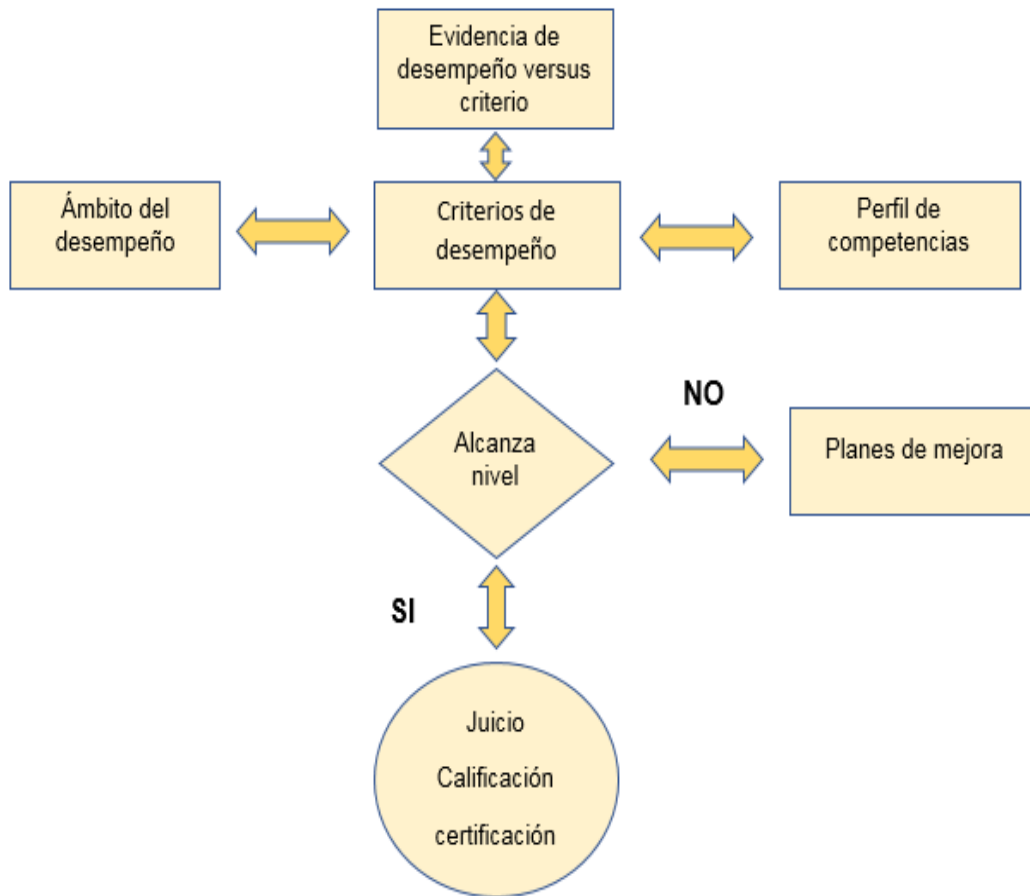 Evidencia de
desempeño versus
criterio
Ámbito del
desempeño
Criterios de
desempeño
Perfil de
competencias
Alcanza
nivel
NO
Planes de mejora
SI
Juicio
Calificación
certificación